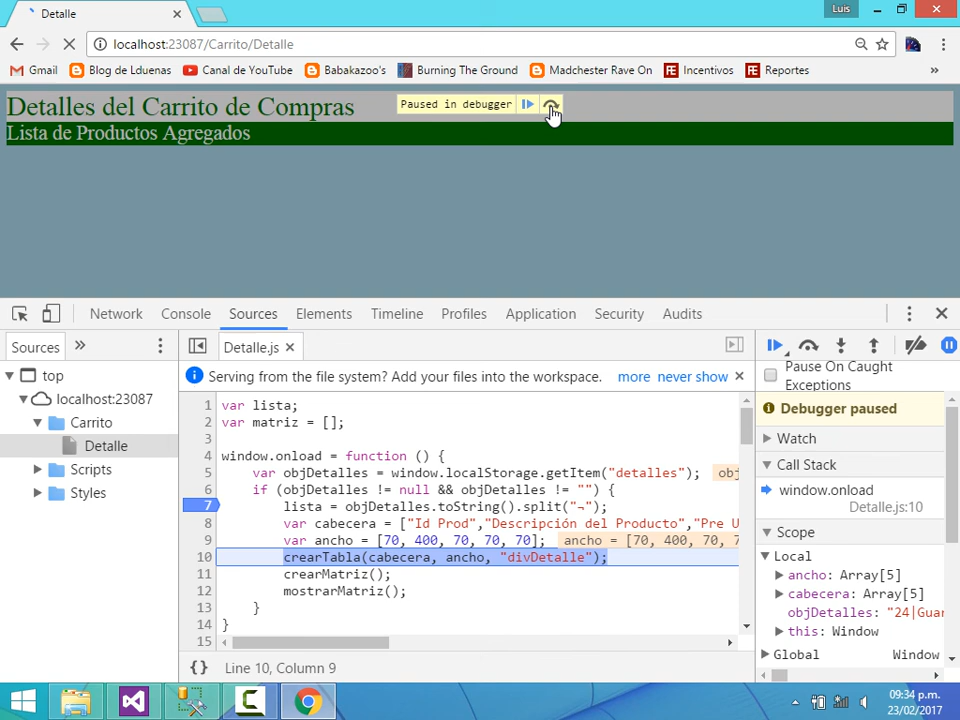 Detalle
Luis
localhost:23087/Carrito/Detalle
Gmail
Blog de Lduenas
Canal de YouTube
Babakazoo's
Burning The Ground
Madchester Rave On
Incentivos
Reportes
»
Detalles del Carrito de Compras
Paused in debugger
Lista de Productos Agregados
Network
Console
Sources
Elements
Timeline
Profiles
Application
Security
Audits
Sources
»
Detalle.js
top
localhost:23087
Carrito
Detalle
Scripts
Styles
Serving from the file system? Add your files into the workspace. more never show
1 var lista;
2 var matriz = [];
3
4 window.onload = function () {
5 var objDetalles = window.localStorage.getItem("detalles"); obj
6 if (objDetalles != null && objDetalles != "") {
7 lista = objDetalles.toString().split("¬");
8 var cabecera = ["Id Prod","Descripción del Producto","Pre U
9 var ancho = [70, 400, 70, 70, 70]; ancho = [70, 400, 70, 7
10 crearTabla(cabecera, ancho, "divDetalle");
11 crearMatriz();
12 mostrarMatriz();
13 }
14 }
15
{} Line 10, Column 9
Pause On Caught
Exceptions
Debugger paused
Watch
Call Stack
window.onload
Detalle.js:10
Scope
Local
ancho: Array[5]
cabecera: Array[5]
objDetalles: "24|Guar
this: Window
Global Window
09:34 p.m.
23/02/2017